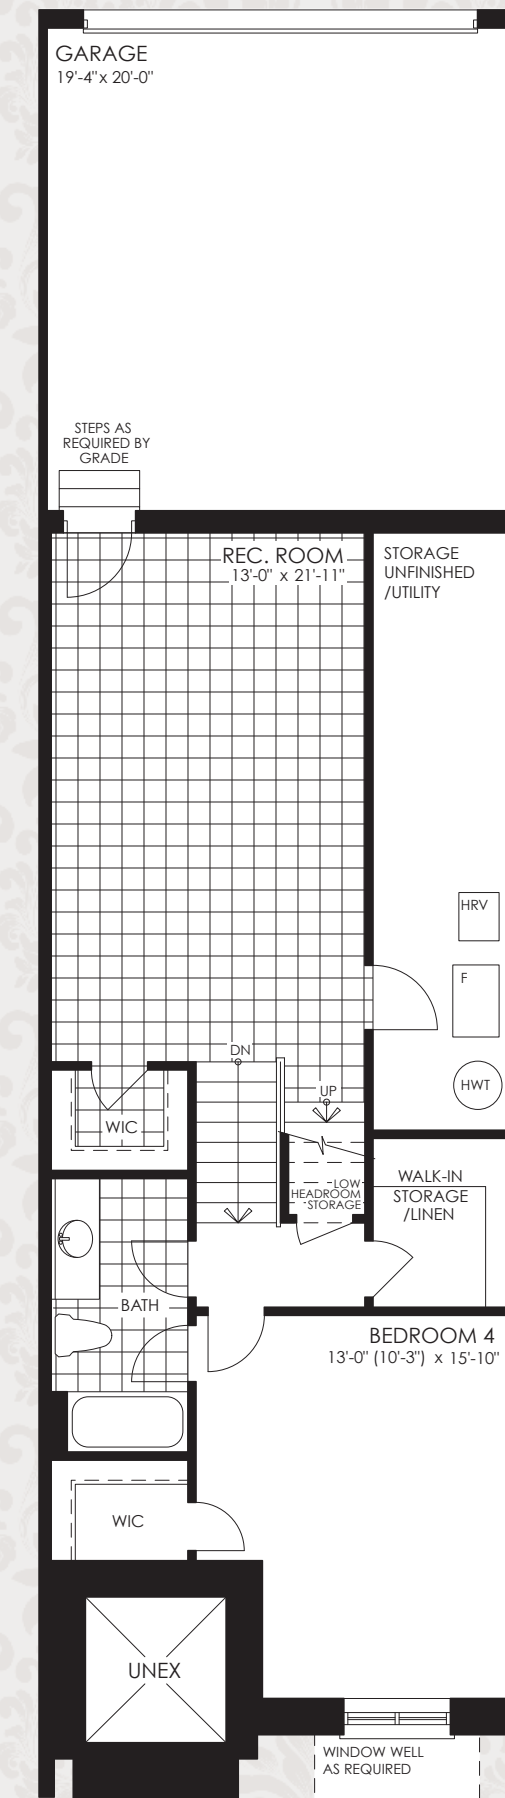 GARAGE
19'-4"x 20'-0"
STEPS AS
REQUIRED BY
GRADE
REC. ROOM
13'-0" x 21'-11"
STORAGE
UNFINISHED
/UTILITY
HRV
F
HWT
DN
UP
WIC
LOW
HEADROOM
STORAGE
WALK-IN
STORAGE
/LINEN
BATH
BEDROOM 4
13'-0" (10'-3") x 15'-10"
WIC
UNEX
WINDOW WELL
AS REQUIRED